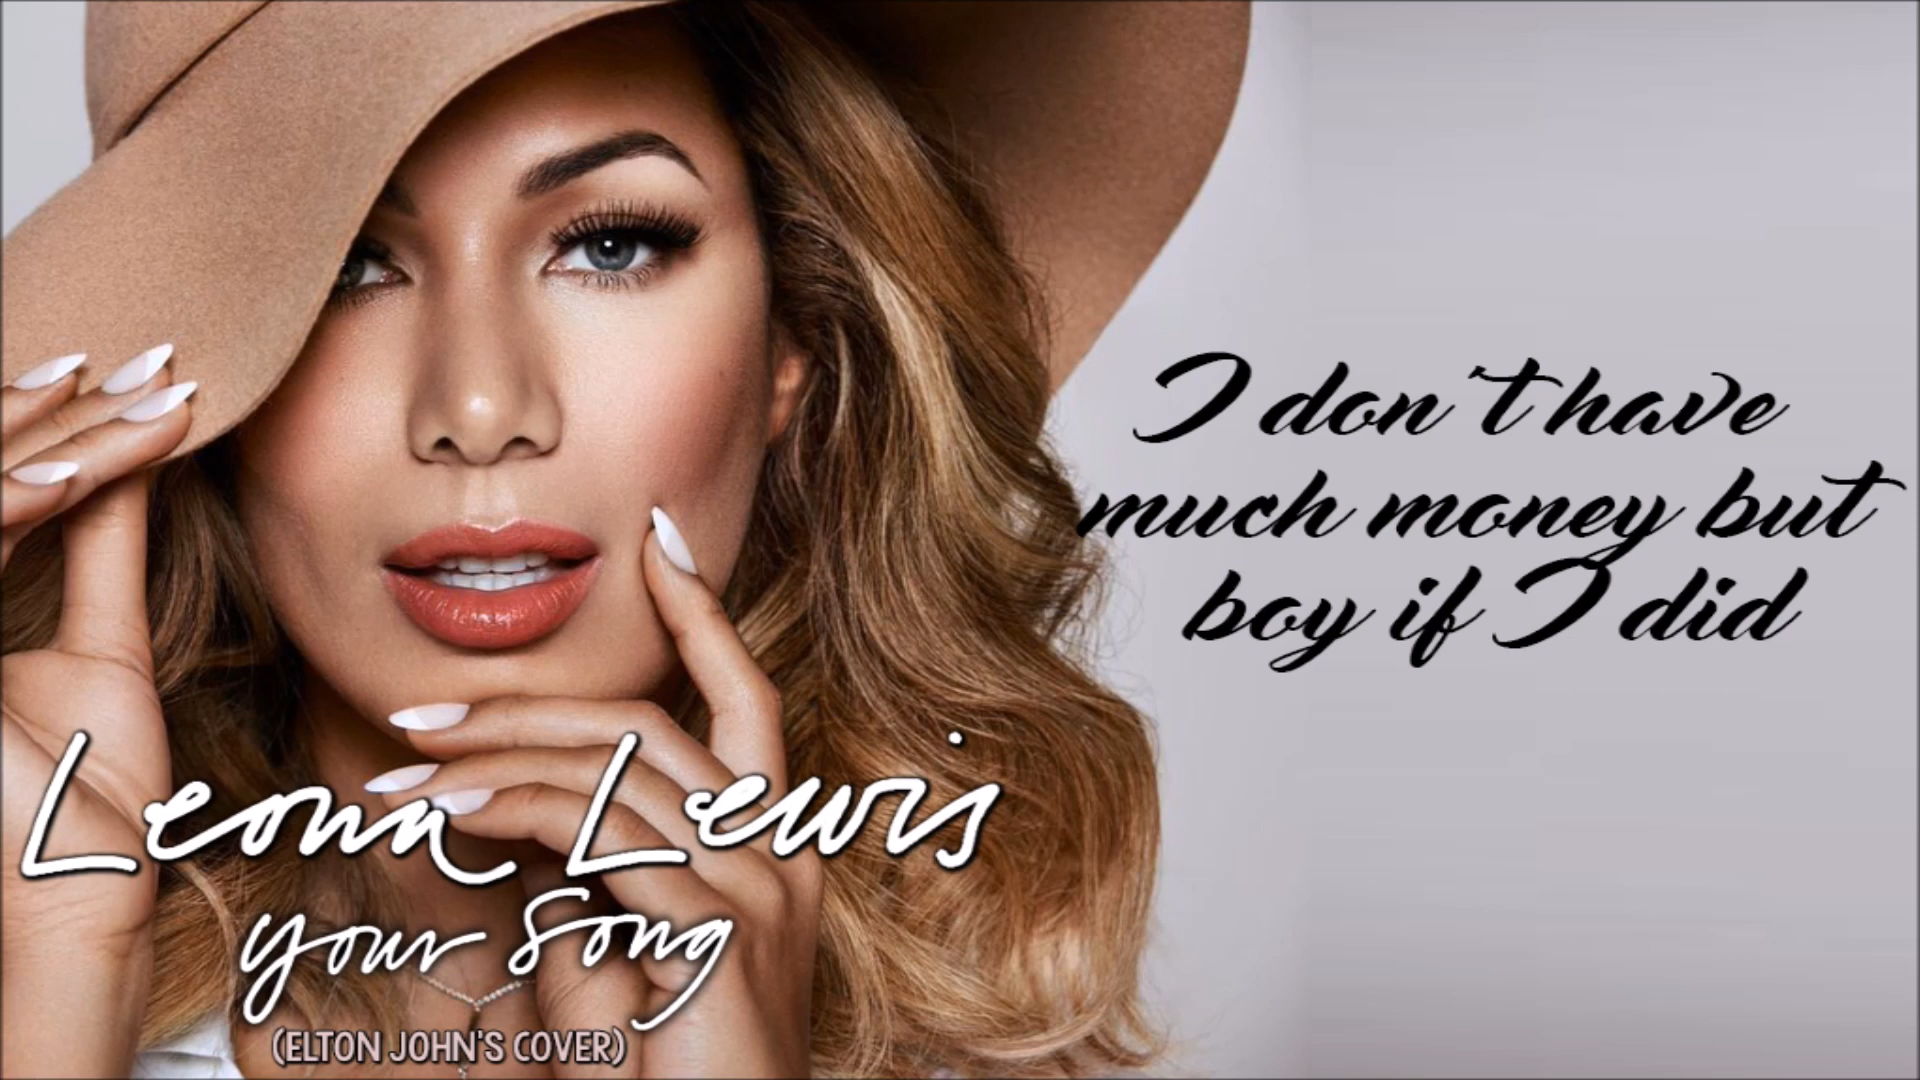 I don't have
much money but
boy if I did
Leona Lewis
your song
(ELTON JOHN'S COVER)